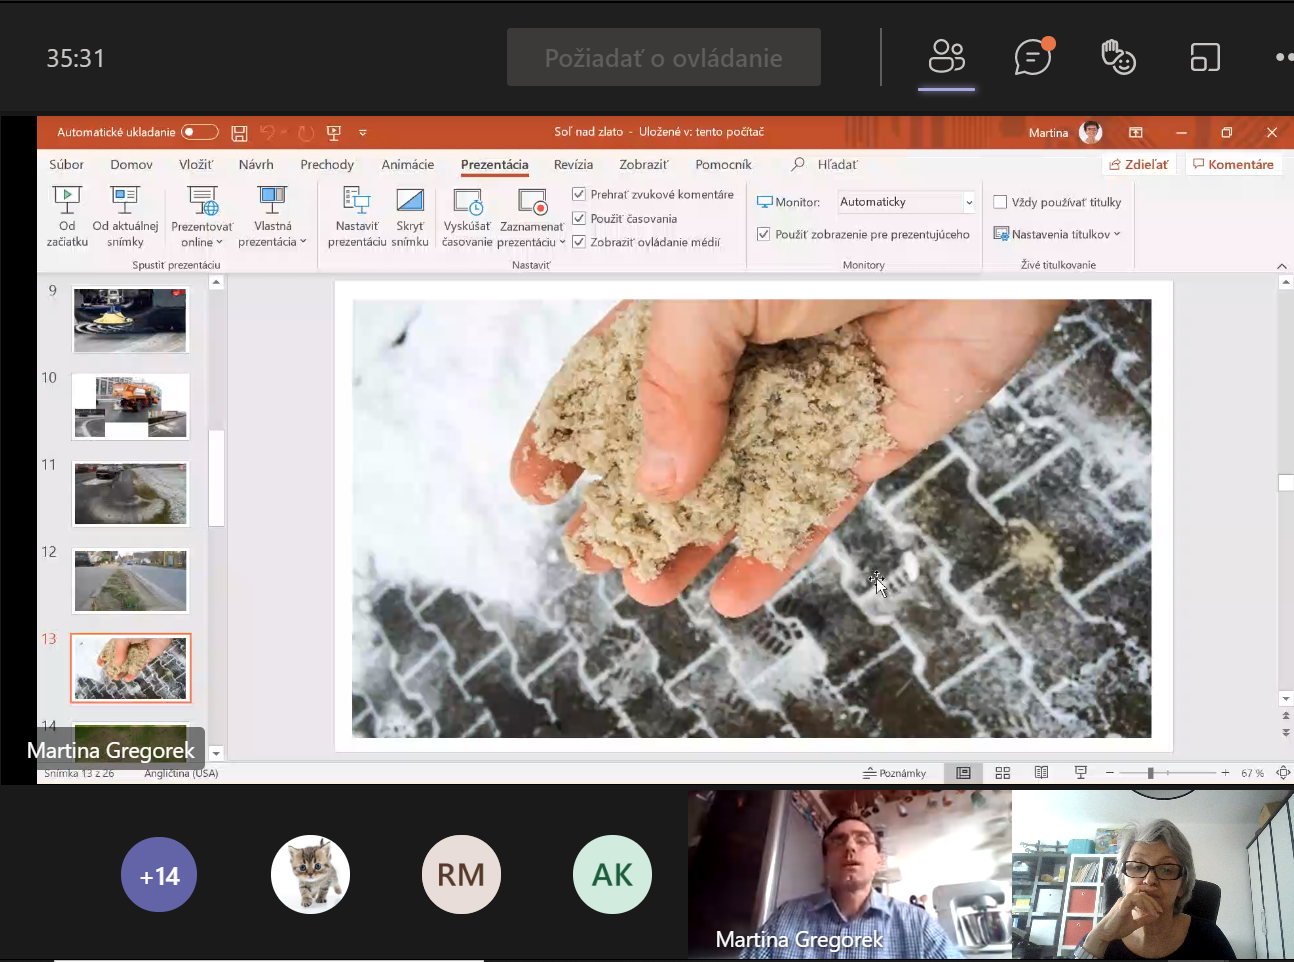 35:31
Požiadať o ovládanie
Automatické ukladanie
Soľ nad zlato - Uložené v: tento počítač
Martina
Súbor Domov Vložiť Návrh Prechody Animácie Prezentácia Revízia Zobraziť Pomocník Hľadať
Zdieľať Komentáre
Od začiatku
Od aktuálnej snímky
Prezentovať online
Vlastná prezentácia
Spustiť prezentáciu
Nastaviť prezentáciu
Skryť snímku
Vyskúšať časovanie
Zaznamenať prezentáciu
Prehrať zvukové komentáre
Použiť časovania
Zobraziť ovládanie médií
Nastaviť
Monitor: Automaticky
Použiť zobrazenie pre prezentujúceho
Monitory
Vždy používať titulky
Nastavenia titulkov
Živé titulkovanie
9
10
11
12
13
14
Martina Gregorek
Snímka 13 z 26 Angličtina (USA)
Poznámky
67 %
+14
RM
AK
Martina Gregorek